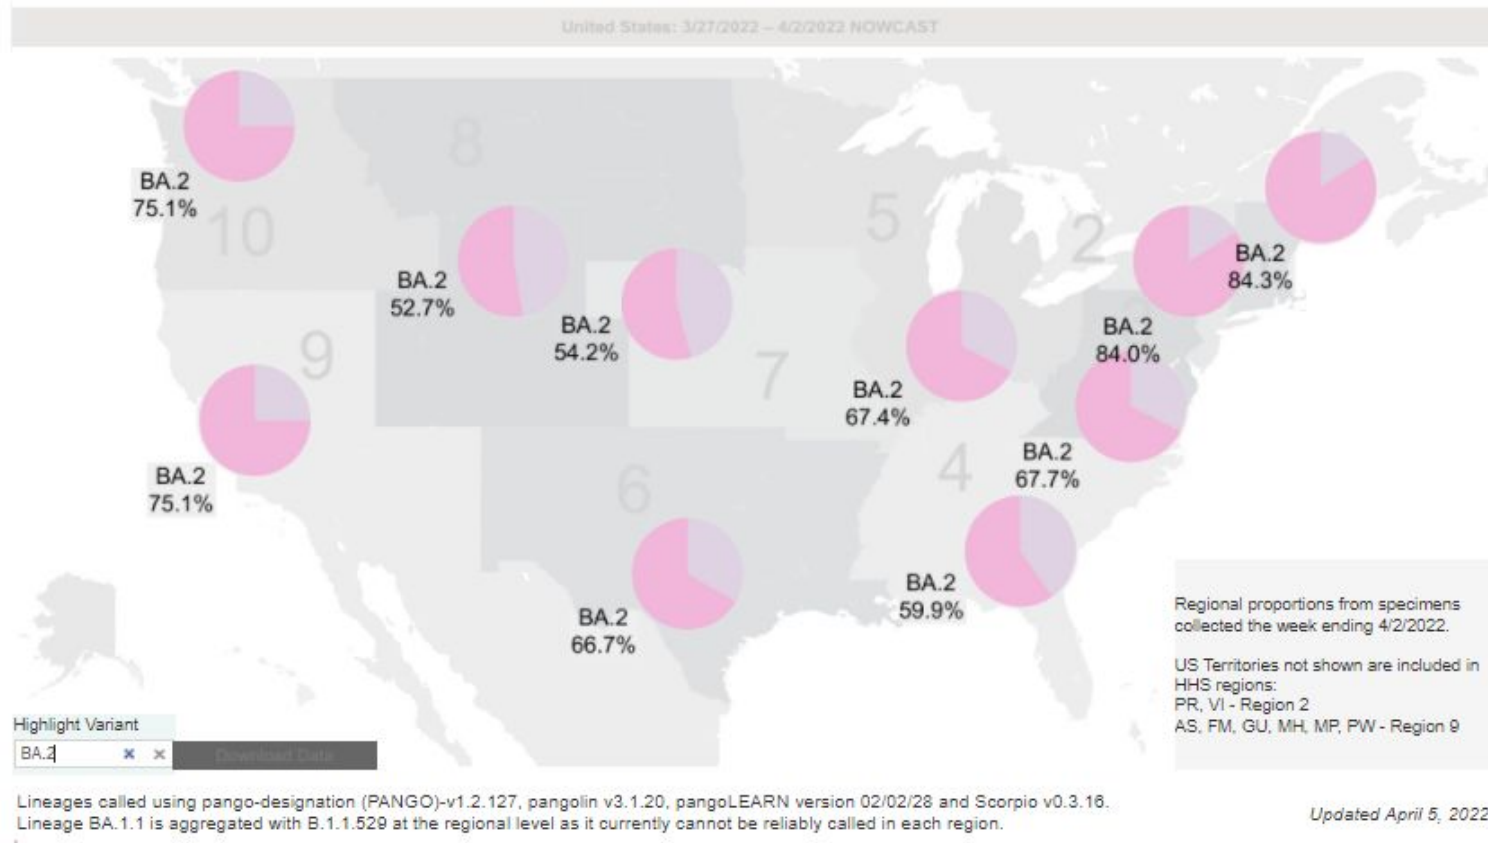 United States: 3/27/2022 – 4/2/2022 NOWCAST
8
BA.2
75.1%
10
5
2
BA.2
84.3%
BA.2
52.7%
BA.2
54.2%
BA.2
84.0%
9
7
BA.2
67.4%
BA.2
75.1%
6
4
BA.2
67.7%
BA.2
59.9%
BA.2
66.7%
Regional proportions from specimens
collected the week ending 4/2/2022.
US Territories not shown are included in
HHS regions:
PR, VI - Region 2
AS, FM, GU, MH, MP, PW - Region 9
Highlight Variant
BA.2
Download Data
Lineages called using pango-designation (PANGO)-v1.2.127, pangolin v3.1.20, pangoLEARN version 02/02/28 and Scorpio v0.3.16.
Lineage BA.1.1 is aggregated with B.1.1.529 at the regional level as it currently cannot be reliably called in each region.
Updated April 5, 2022